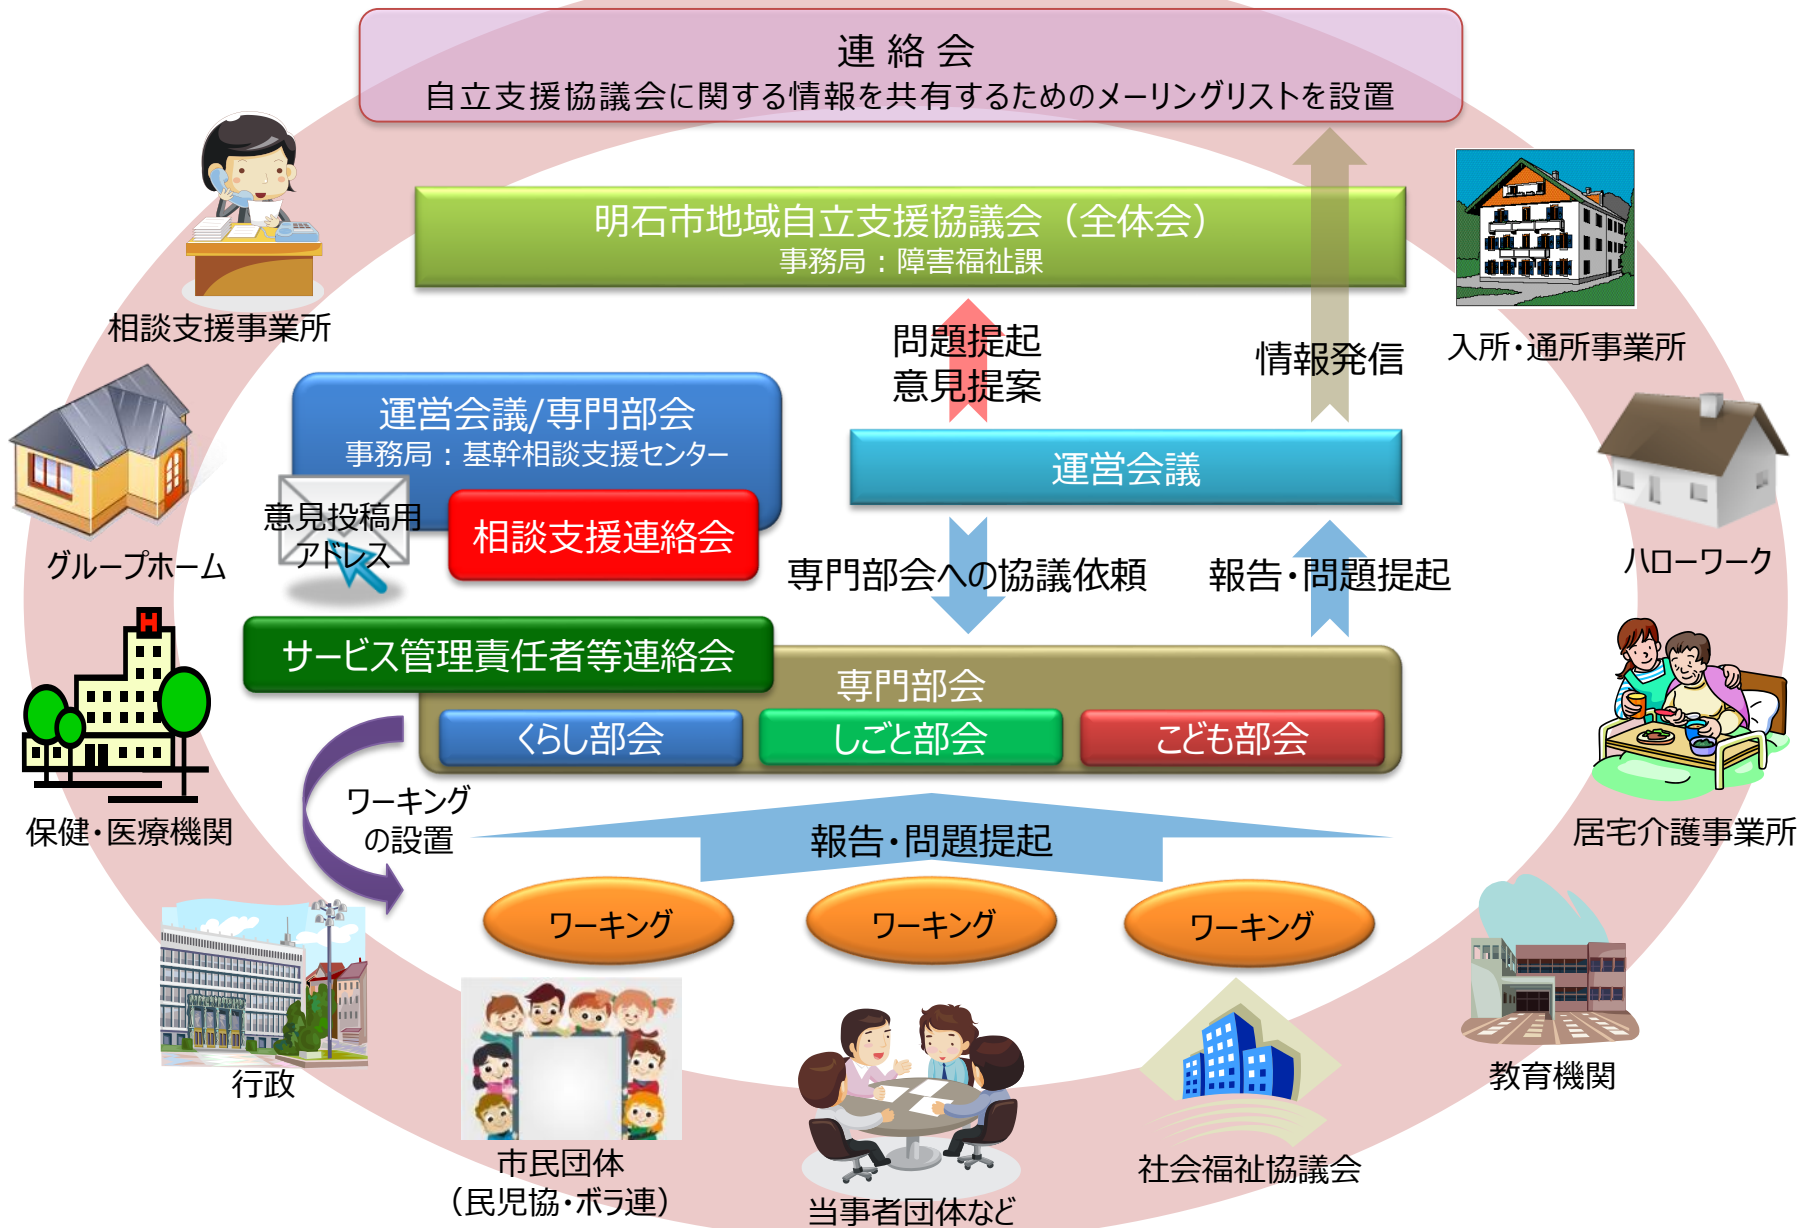 連絡会
自立支援協議会に関する情報を共有するためのメーリングリストを設置
明石市地域自立支援協議会（全体会）
事務局：障害福祉課
相談支援事業所
入所・通所事業所
問題提起
意見提案
情報発信
運営会議/専門部会
事務局：基幹相談支援センター
運営会議
意見投稿用
アドレス
相談支援連絡会
グループホーム
ハローワーク
専門部会への協議依頼
報告・問題提起
サービス管理責任者等連絡会
専門部会
くらし部会
しごと部会
こども部会
H
ワーキング
の設置
保健・医療機関
報告・問題提起
居宅介護事業所
ワーキング
ワーキング
ワーキング
行政
教育機関
市民団体
（民児協・ボラ連）
当事者団体など
社会福祉協議会